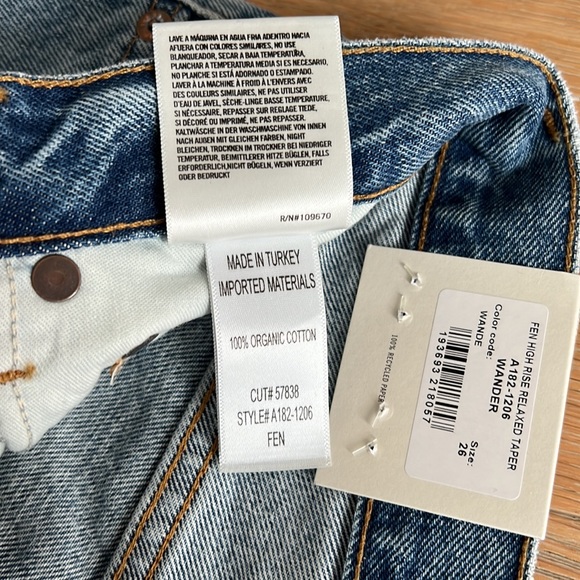 LAVE A MÁQUINA EN AGUA FRIA ADENTRO HACIA
AFUERA CON COLORES SIMILARES, NO USE
BLANQUEADOR, SECAR A BAJA TEMPERATURA,
PLANCHAR A TEMPERATURA MEDIA SI ES NECESARIO,
NO PLANCHE SI ESTÁ ADORNADO O ESTAMPADO.
LAVER À LA MACHINE À FROID À L'ENVERS AVEC
DES COULEURS SIMILAIRES, NE PAS UTILISER
D'EAU DE JAVEL, SÈCHE-LINGE BASSE TEMPÉRATURE,
SI NÉCESSAIRE, REPASSER SUR REGLAGE TIEDE,
SI DÉCORÉ OU IMPRIMÉ, NE PAS REPASSER.
KALTWÄSCHE IN DER WASCHMASCHINE VON INNEN
NACH AUßEN MIT GLEICHEN FARBEN, NIGHT
BLEICHEN, TROCKNEN IM TROCKNER BEI NIEDRIGER
TEMPERATUR, BEIMITTLERER HITZE BÜGLEN, FALLS
ERFORDERLICH,NICHT BÜGLEN, WENN VERZIERT
ODER BEDRUCKT
R/N#109670
MADE IN TURKEY
IMPORTED MATERIALS
100% ORGANIC COTTON
CUT# 57838
STYLE# A182-1206
FEN
FEN HIGH RISE RELAXED TAPER
A182-1206
Color code: WANDER
WANDE
193693 218057
Size:
26
100% RECYCLED PAPER